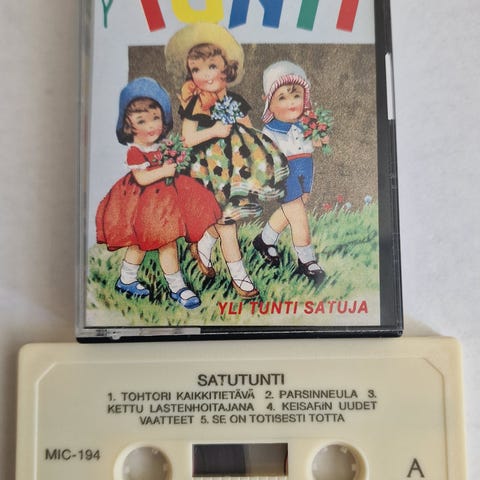 TUNTI
YLI TUNTI SATUJA
SATUTUNTI
1. TOHTORI KAIKKITIETÄVÄ 2. PARSINNEULA 3.
KETTU LASTENHOITAJANA 4. KEISARIN UUDET
VAATTEET 5. SE ON TOTISESTI TOTTA
MIC-194
A